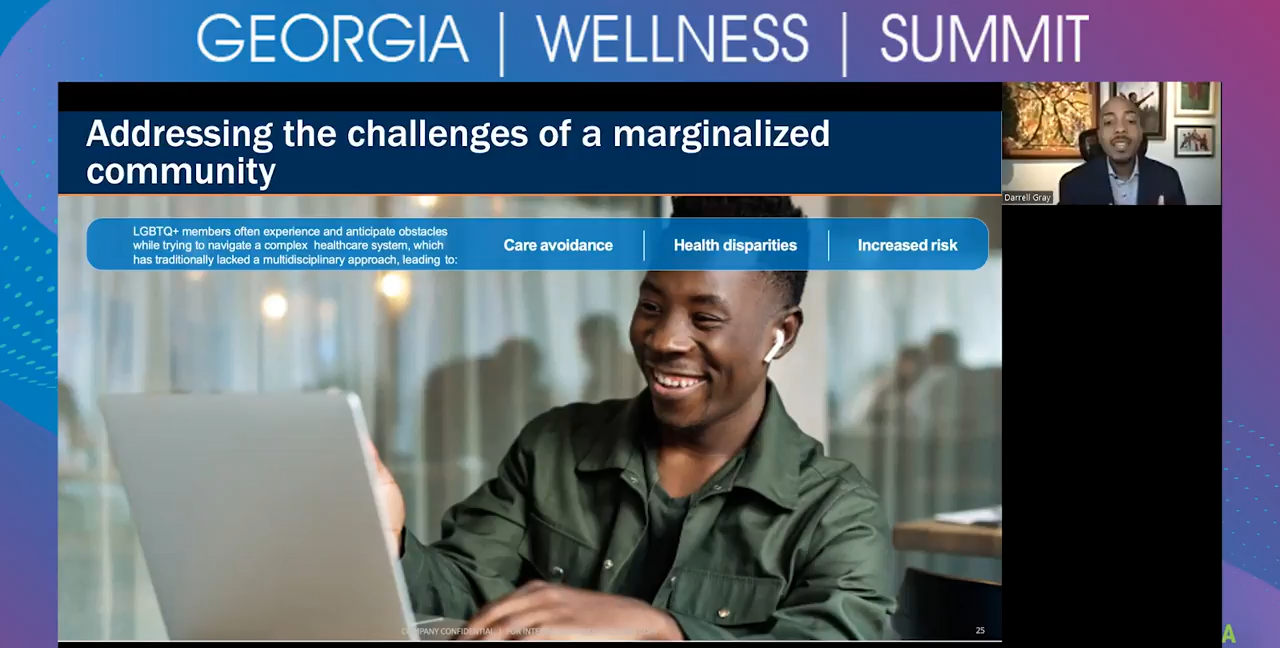 GEORGIA | WELLNESS | SUMMIT
Addressing the challenges of a marginalized
community
LGBTQ+ members often experience and anticipate obstacles
while trying to navigate a complex healthcare system, which
has traditionally lacked a multidisciplinary approach, leading to:
Care avoidance
Health disparities
Increased risk
Darrell Gray
COMPANY CONFIDENTIAL | FOR INTE
25
A